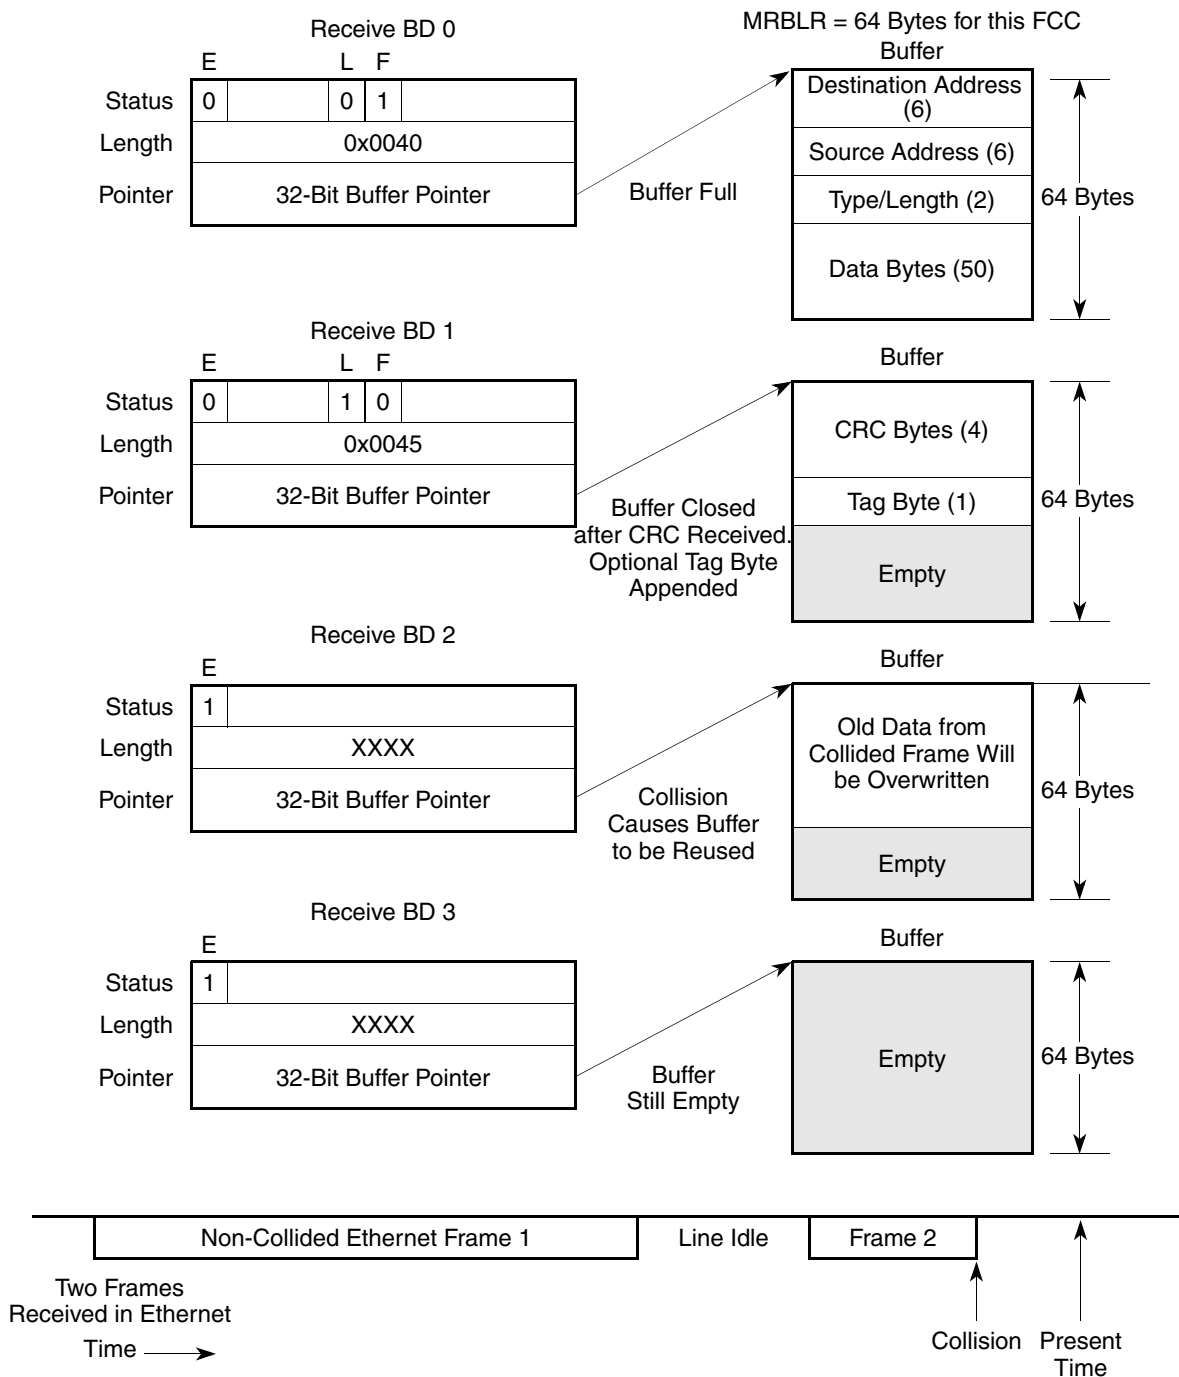 MRBLR = 64 Bytes for this FCC
Receive BD 0
Buffer
E L F
Status 0 0 1
Length 0x0040
Pointer 32-Bit Buffer Pointer
Buffer Full
Destination Address
(6)
Source Address (6)
Type/Length (2)
Data Bytes (50)
64 Bytes
Receive BD 1
Buffer
E L F
Status 0 1 0
Length 0x0045
Pointer 32-Bit Buffer Pointer
Buffer Closed
after CRC Received.
Optional Tag Byte
Appended
CRC Bytes (4)
Tag Byte (1)
Empty
64 Bytes
Receive BD 2
Buffer
E
Status 1
Length XXXX
Pointer 32-Bit Buffer Pointer
Collision
Causes Buffer
to be Reused
Old Data from
Collided Frame Will
be Overwritten
Empty
64 Bytes
Receive BD 3
Buffer
E
Status 1
Length XXXX
Pointer 32-Bit Buffer Pointer
Buffer
Still Empty
Empty
64 Bytes
Non-Collided Ethernet Frame 1
Line Idle
Frame 2
Two Frames
Received in Ethernet
Time
Collision
Present
Time